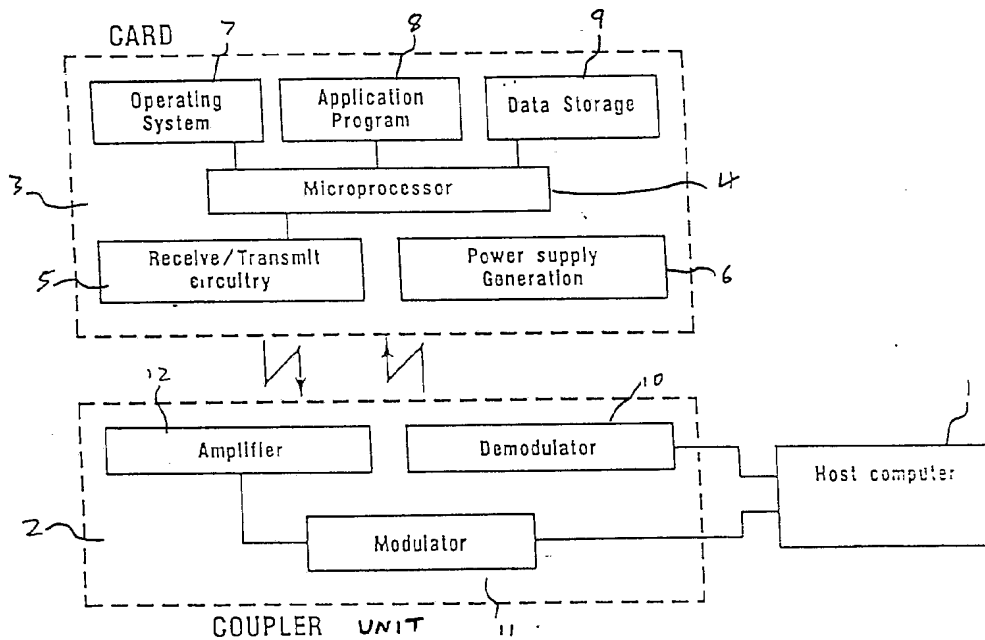 CARD
7
8
9
Operating
System
Application
Program
Data Storage
3
Microprocessor
4
5
Receive/Transmit
circuitry
Power supply
Generation
6
12
10
1
Amplifier
Demodulator
Host computer
2
Modulator
COUPLER UNIT
11